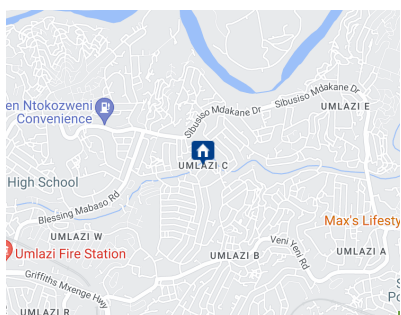 Sibusiso Mdakane Dr
UMLAZI E
en Ntokozweni
Convenience
Sibusiso Mdakane Dr
UMLAZI C
High School
Blessing Mabaso Rd
Max's Lifesty
UMLAZI W
Veni Yeni Rd
Umlazi Fire Station
UMLAZI B
UMLAZI A
Griffiths Mxenge Hwy
S
Po
UMLAZI R